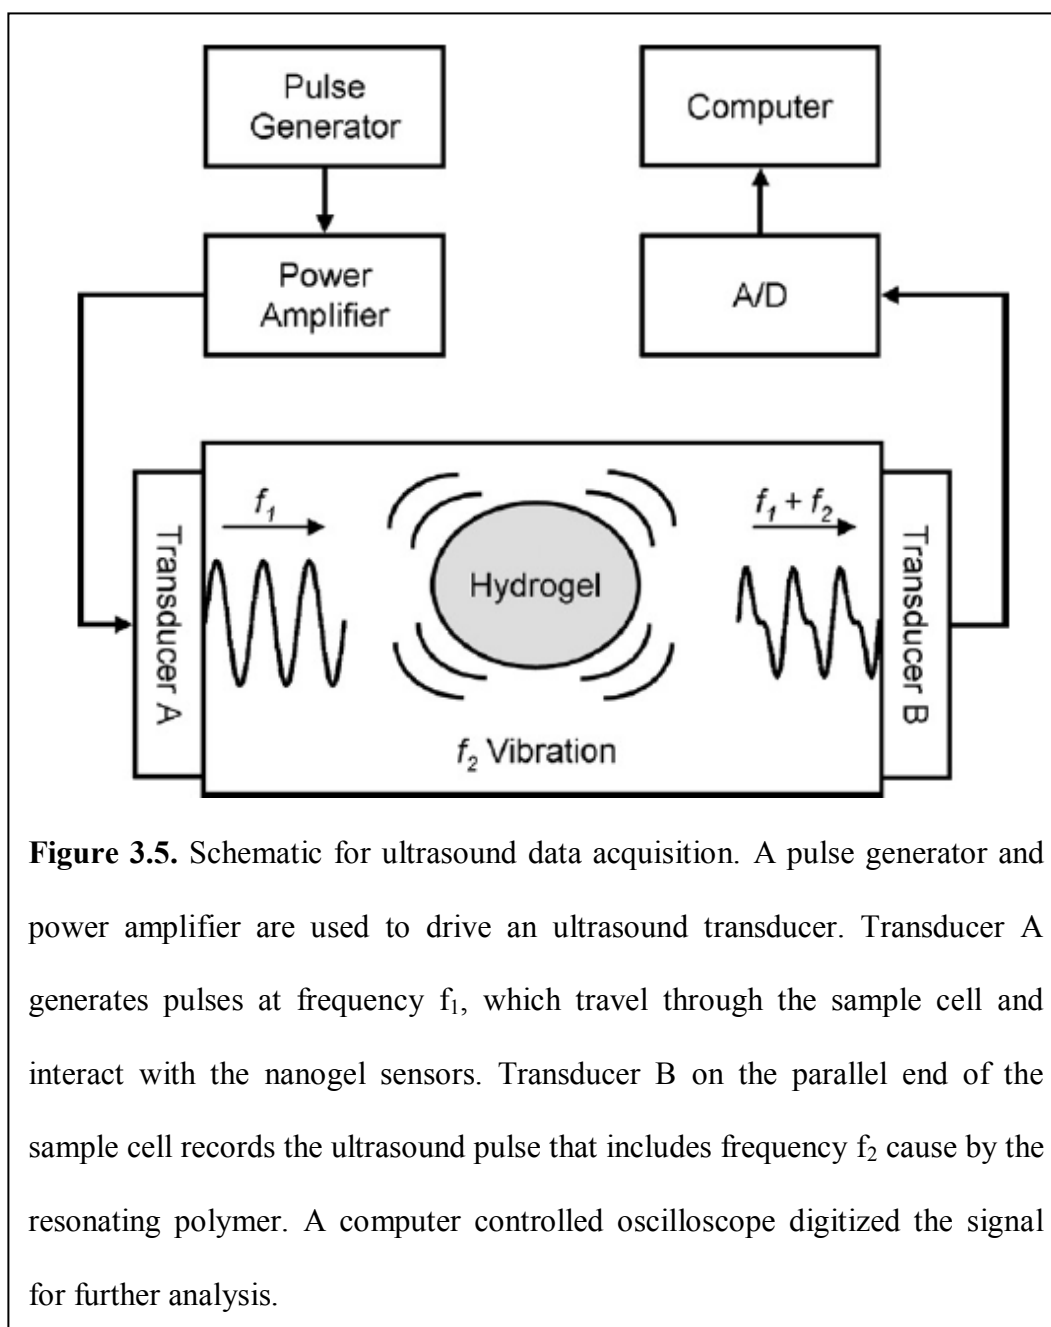 Pulse
Generator
Computer
Power
Amplifier
A/D
Transducer A
f₁
Hydrogel
f₂ Vibration
f₁ + f₂
Transducer B
Figure 3.5. Schematic for ultrasound data acquisition. A pulse generator and
power amplifier are used to drive an ultrasound transducer. Transducer A
generates pulses at frequency f₁, which travel through the sample cell and
interact with the nanogel sensors. Transducer B on the parallel end of the
sample cell records the ultrasound pulse that includes frequency f₂ cause by the
resonating polymer. A computer controlled oscilloscope digitized the signal
for further analysis.